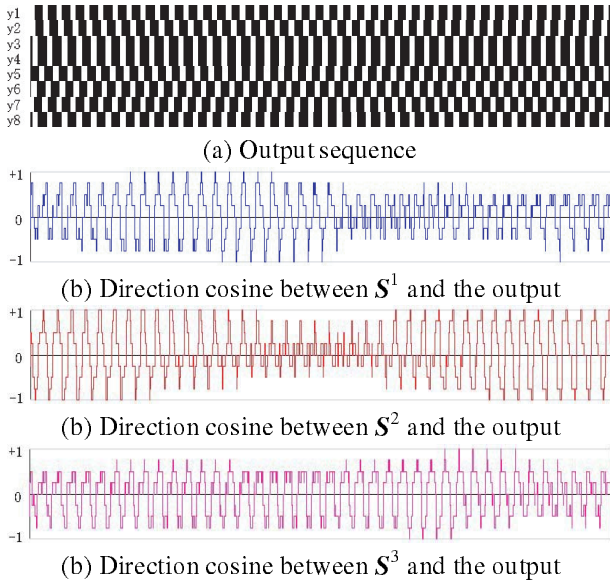 y1
y2
y3
y4
y5
y6
y7
y8
(a) Output sequence
+1
0
−1
(b) Direction cosine between S¹ and the output
+1
0
−1
(b) Direction cosine between S² and the output
+1
0
−1
(b) Direction cosine between S³ and the output